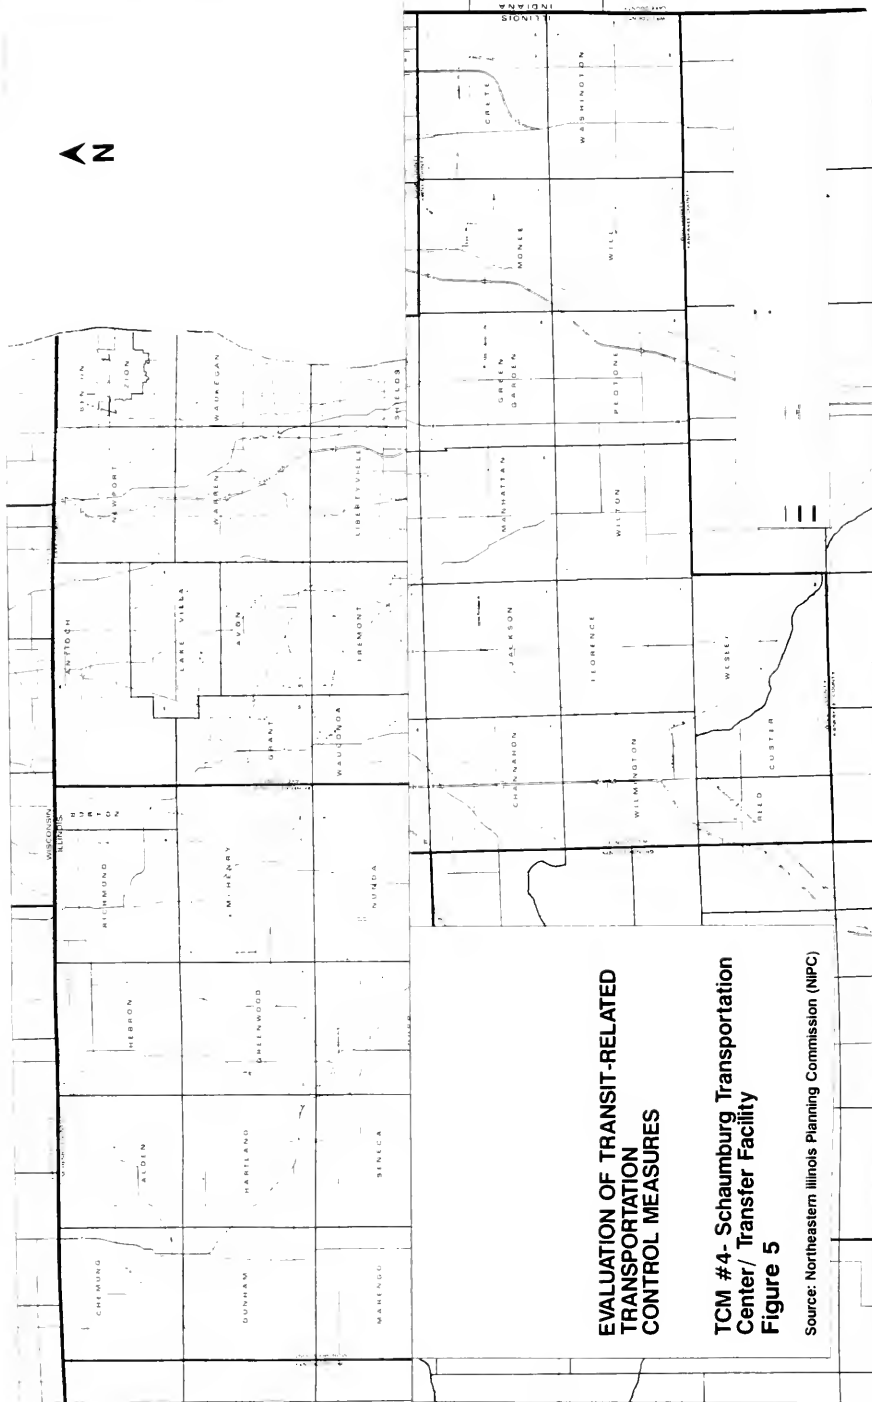 N
WISCONSIN
ILLINOIS
BURTON
CHEMUNG
ALDEN
HEBRON
RICHMOND
ANTIOCH
NEWPORT
BENTON
ZION
LAKE VILLA
DUNHAM
HARTLAND
GREENWOOD
McHENRY
GRANT
AVON
WARREN
WAUKEGAN
MARENGO
SENECA
NUNDA
WAUCONDA
FREMONT
LIBERTYVILLE
SHIELDS
CHANNAHON
JACKSON
MANHATTAN
GREEN
GARDEN
MONEE
CRETE
WILMINGTON
FLORENCE
WILTON
PEOTONE
WILL
WASHINGTON
REED
CUSTER
WESLEY
ILLINOIS
INDIANA
EVALUATION OF TRANSIT-RELATED
TRANSPORTATION
CONTROL MEASURES
TCM #4- Schaumburg Transportation
Center/ Transfer Facility
Figure 5
Source: Northeastern Illinois Planning Commission (NIPC)